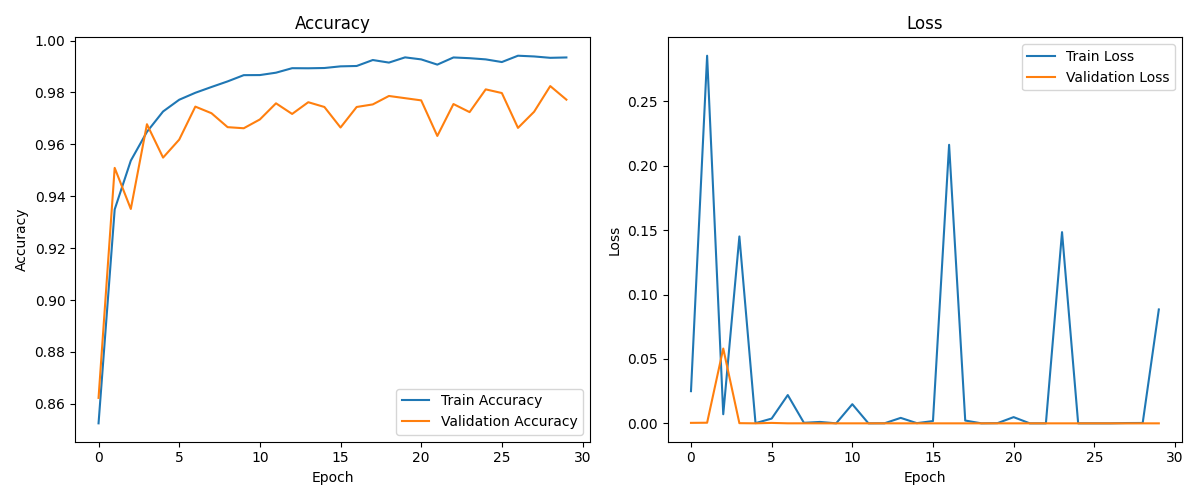 Accuracy
1.00
0.98
0.96
0.94
0.92
0.90
0.88
0.86
Accuracy
Train Accuracy
Validation Accuracy
0
5
10
15
20
25
30
Epoch
Loss
0.25
0.20
0.15
0.10
0.05
0.00
Loss
Train Loss
Validation Loss
0
5
10
15
20
25
30
Epoch